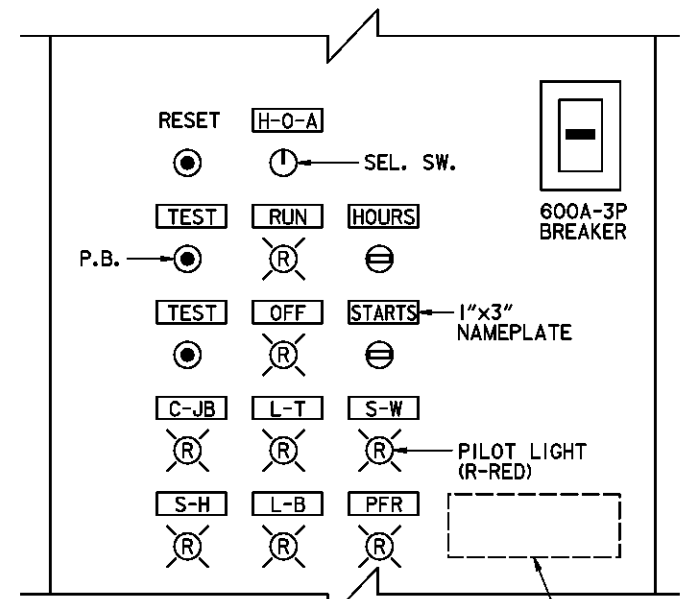 RESET H-O-A
SEL. SW.
600A-3P
BREAKER
TEST RUN HOURS
P.B. R
TEST OFF STARTS
1"x3"
NAMEPLATE
R
C-JB L-T S-W
R R R
PILOT LIGHT
(R-RED)
S-H L-B PFR
R R R